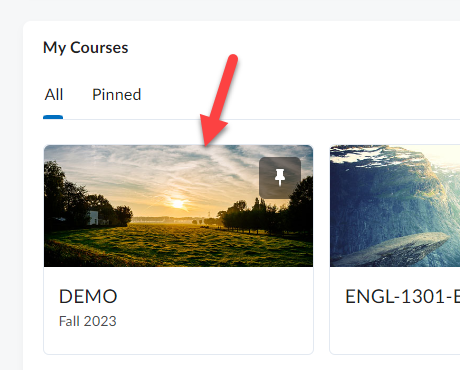 My Courses
All
Pinned
DEMO
Fall 2023
ENGL-1301-